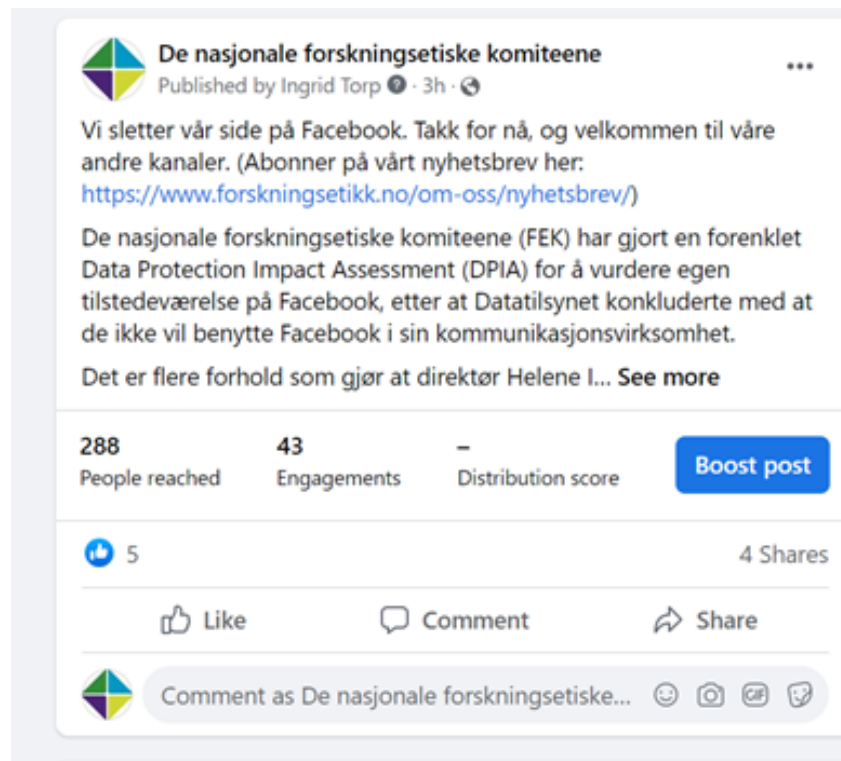 De nasjonale forskningsetiske komiteene
Published by Ingrid Torp · 3h ·
Vi sletter vår side på Facebook. Takk for nå, og velkommen til våre
andre kanaler. (Abonner på vårt nyhetsbrev her:
https://www.forskningsetikk.no/om-oss/nyhetsbrev/)
De nasjonale forskningsetiske komiteene (FEK) har gjort en forenklet
Data Protection Impact Assessment (DPIA) for å vurdere egen
tilstedeværelse på Facebook, etter at Datatilsynet konkluderte med at
de ikke vil benytte Facebook i sin kommunikasjonsvirksomhet.
Det er flere forhold som gjør at direktør Helene I... See more
288 43 –
People reached Engagements Distribution score
Boost post
5 4 Shares
Like Comment Share
Comment as De nasjonale forskningsetiske... GIF